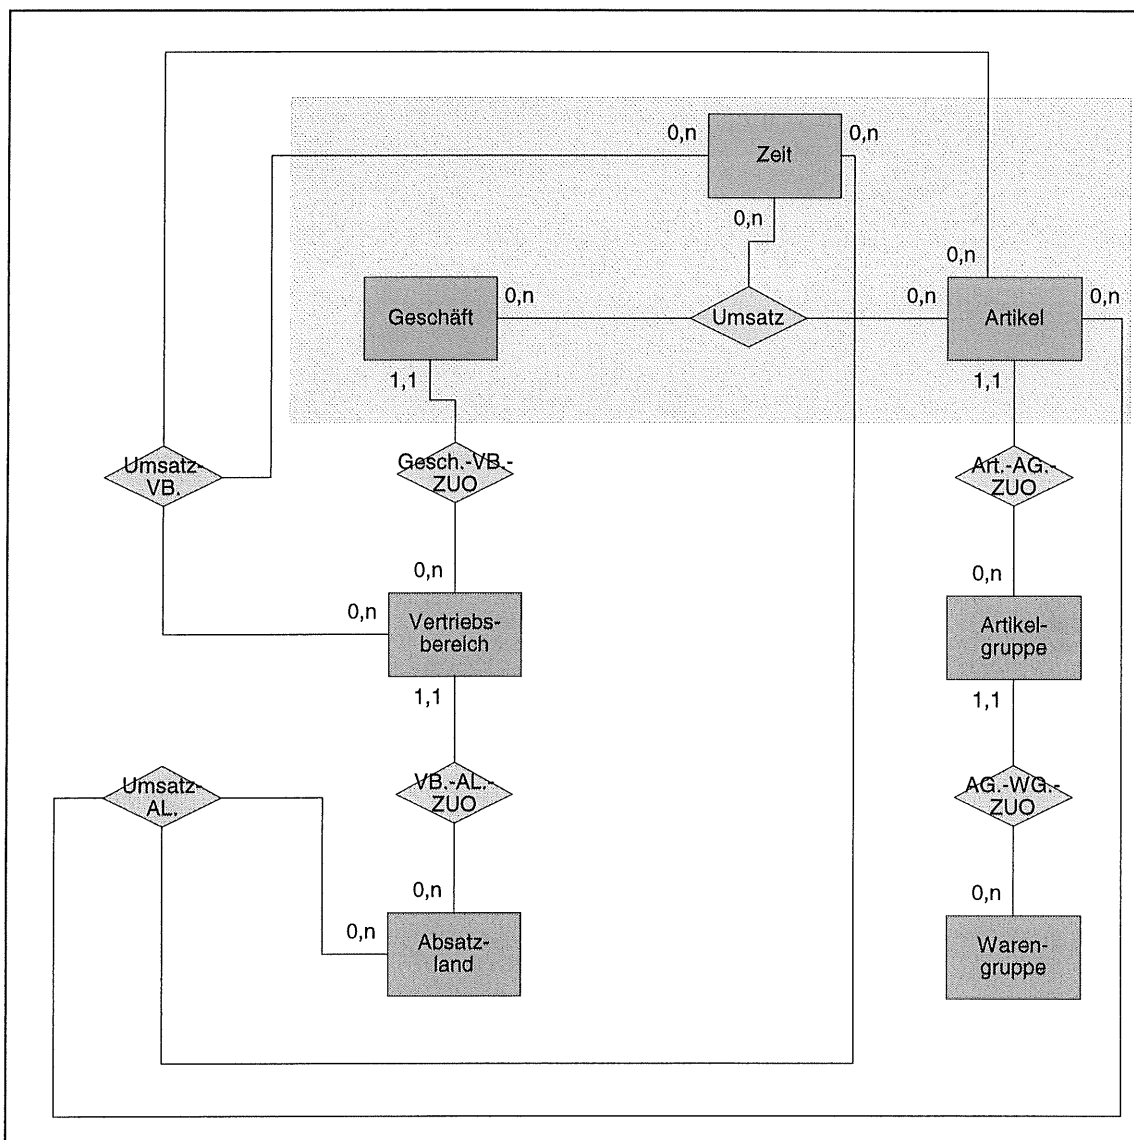 0,n
Zeit
0,n
0,n
0,n
Geschäft
0,n
Umsatz
0,n
Artikel
0,n
1,1
1,1
Umsatz-
VB.
Gesch.-VB.-
ZUO
Art.-AG.-
ZUO
0,n
0,n
0,n
Vertriebs-
bereich
Artikel-
gruppe
1,1
1,1
Umsatz-
AL.
VB.-AL.-
ZUO
AG.-WG.-
ZUO
0,n
0,n
0,n
Absatz-
land
Waren-
gruppe